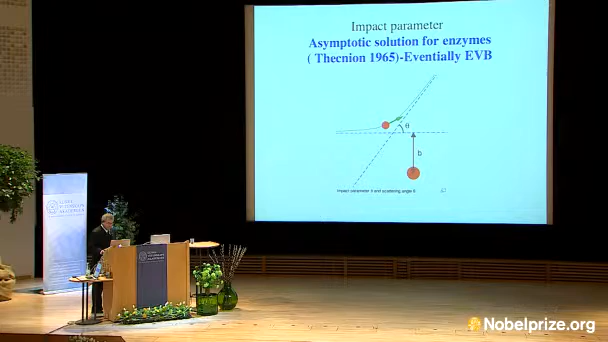 Impact parameter
Asymptotic solution for enzymes
( Thecnion 1965)-Eventially EVB
θ
b
Impact parameter b and scattering angle θ
Nobelprize.org